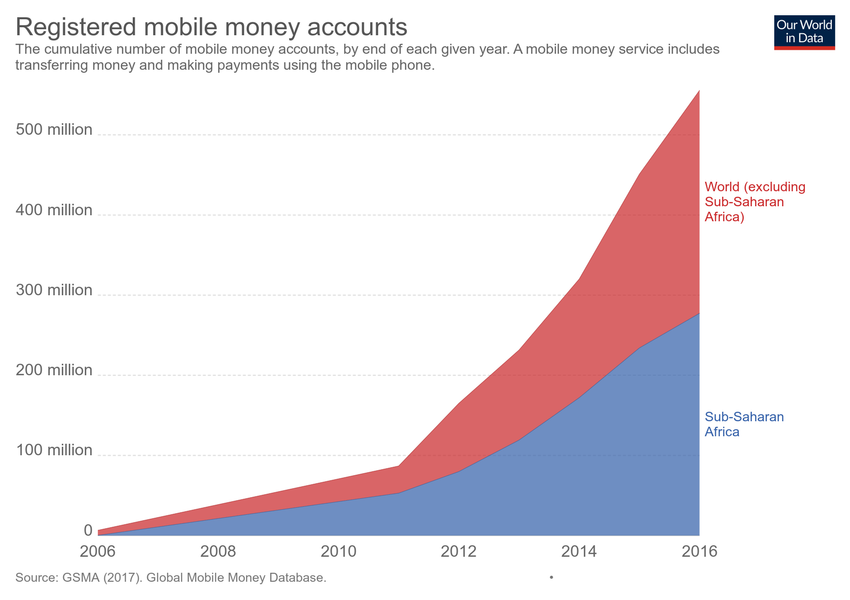 Registered mobile money accounts
Our World
in Data
The cumulative number of mobile money accounts, by end of each given year. A mobile money service includes
transferring money and making payments using the mobile phone.
500 million
400 million
300 million
200 million
100 million
0
World (excluding
Sub-Saharan
Africa)
Sub-Saharan
Africa
2006 2008 2010 2012 2014 2016
Source: GSMA (2017). Global Mobile Money Database.